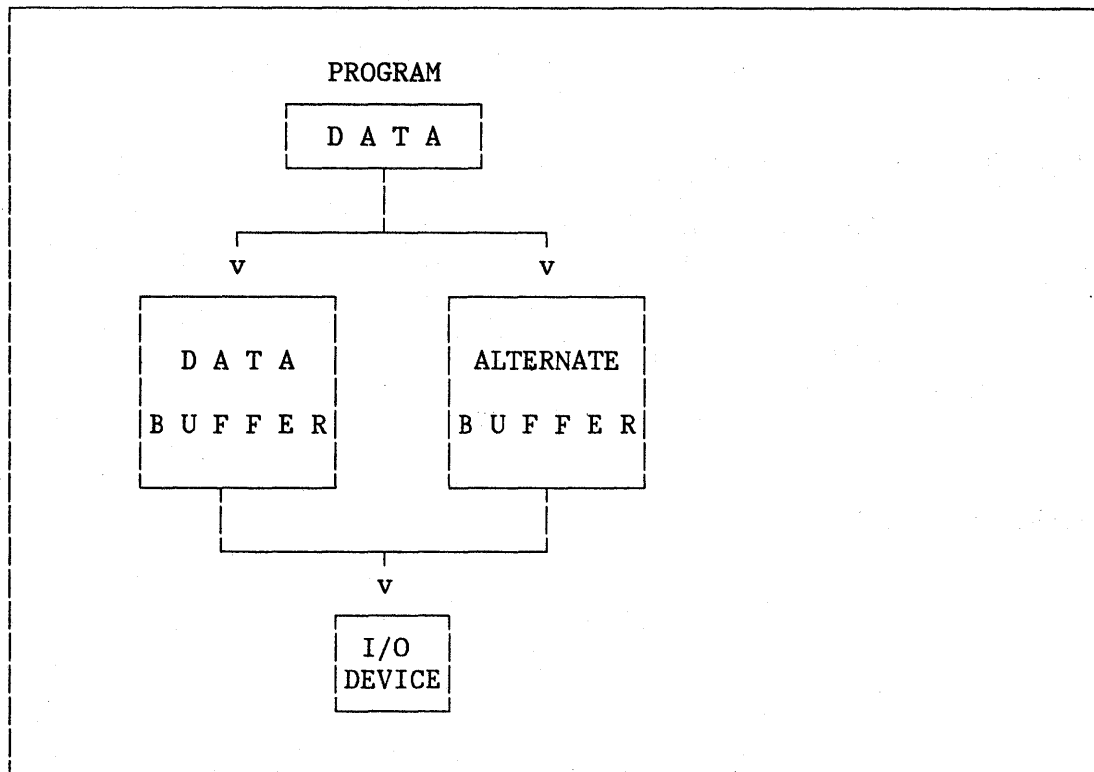 PROGRAM
D A T A
v v
D A T A ALTERNATE
B U F F E R B U F F E R
v
I/O
DEVICE